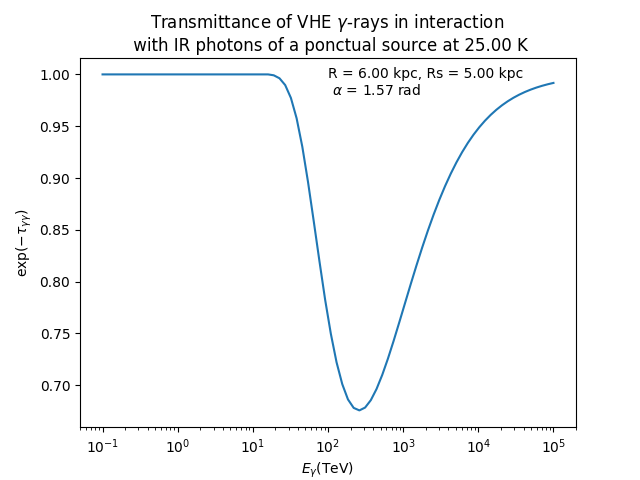 Transmittance of VHE γ-rays in interaction
with IR photons of a ponctual source at 25.00 K
R = 6.00 kpc, Rs = 5.00 kpc
α = 1.57 rad
1.00
0.95
0.90
0.85
0.80
0.75
0.70
exp(−τγγ)
10⁻¹ 10⁰ 10¹ 10² 10³ 10⁴ 10⁵
Eγ(TeV)